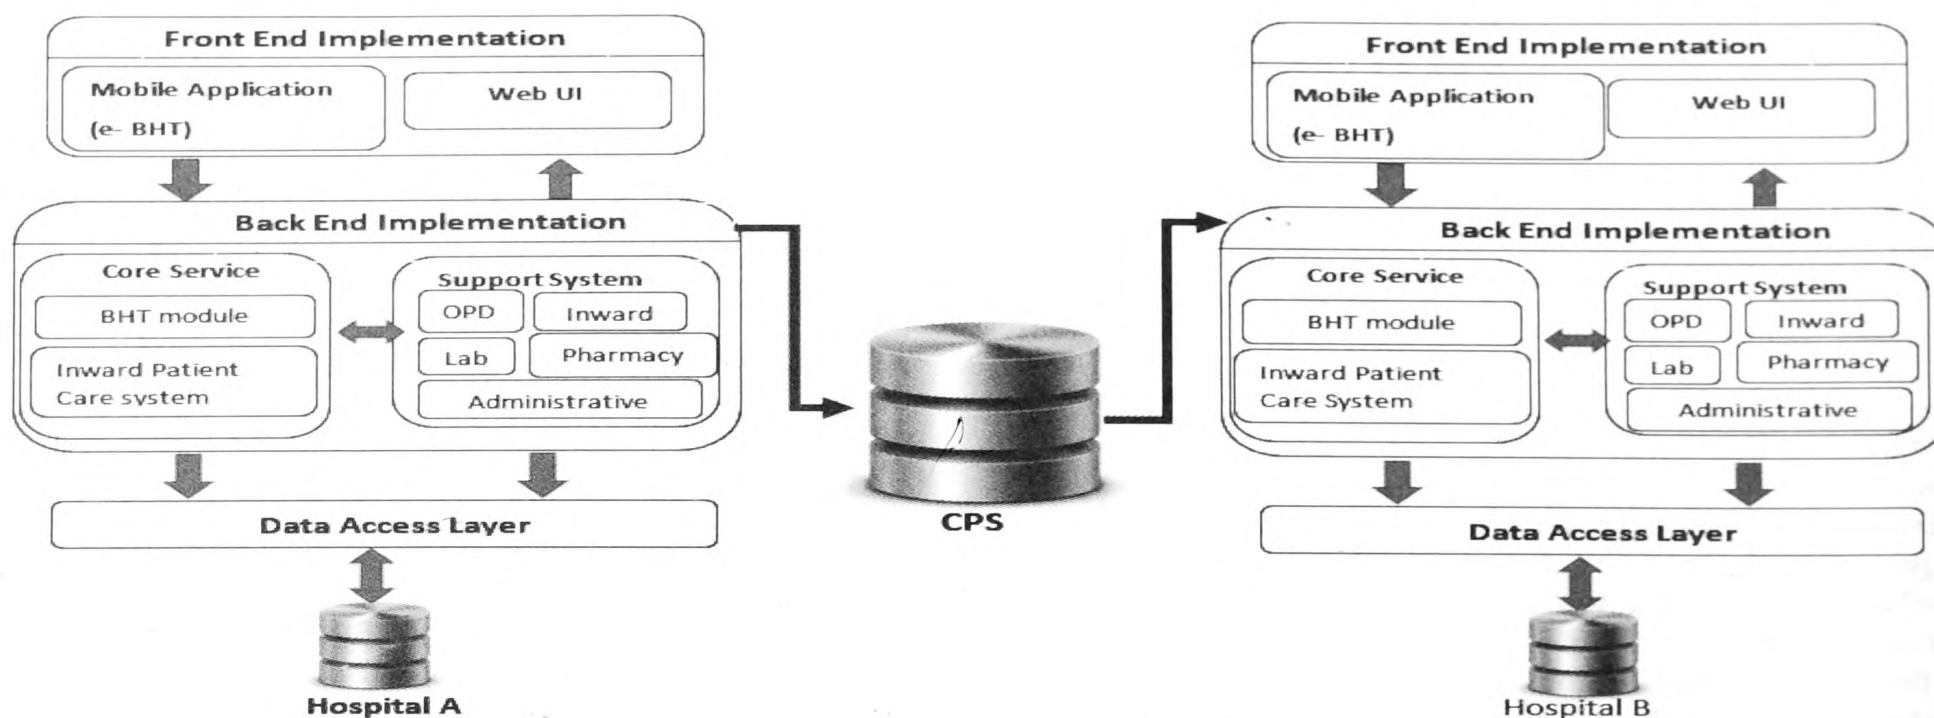 Front End Implementation
Mobile Application
(e- BHT)
Web UI
Back End Implementation
Core Service
BHT module
Inward Patient
Care system
Support System
OPD
Inward
Lab
Pharmacy
Administrative
Data Access Layer
Hospital A
CPS
Front End Implementation
Mobile Application
(e- BHT)
Web UI
Back End Implementation
Core Service
BHT module
Inward Patient
Care System
Support System
OPD
Inward
Lab
Pharmacy
Administrative
Data Access Layer
Hospital B